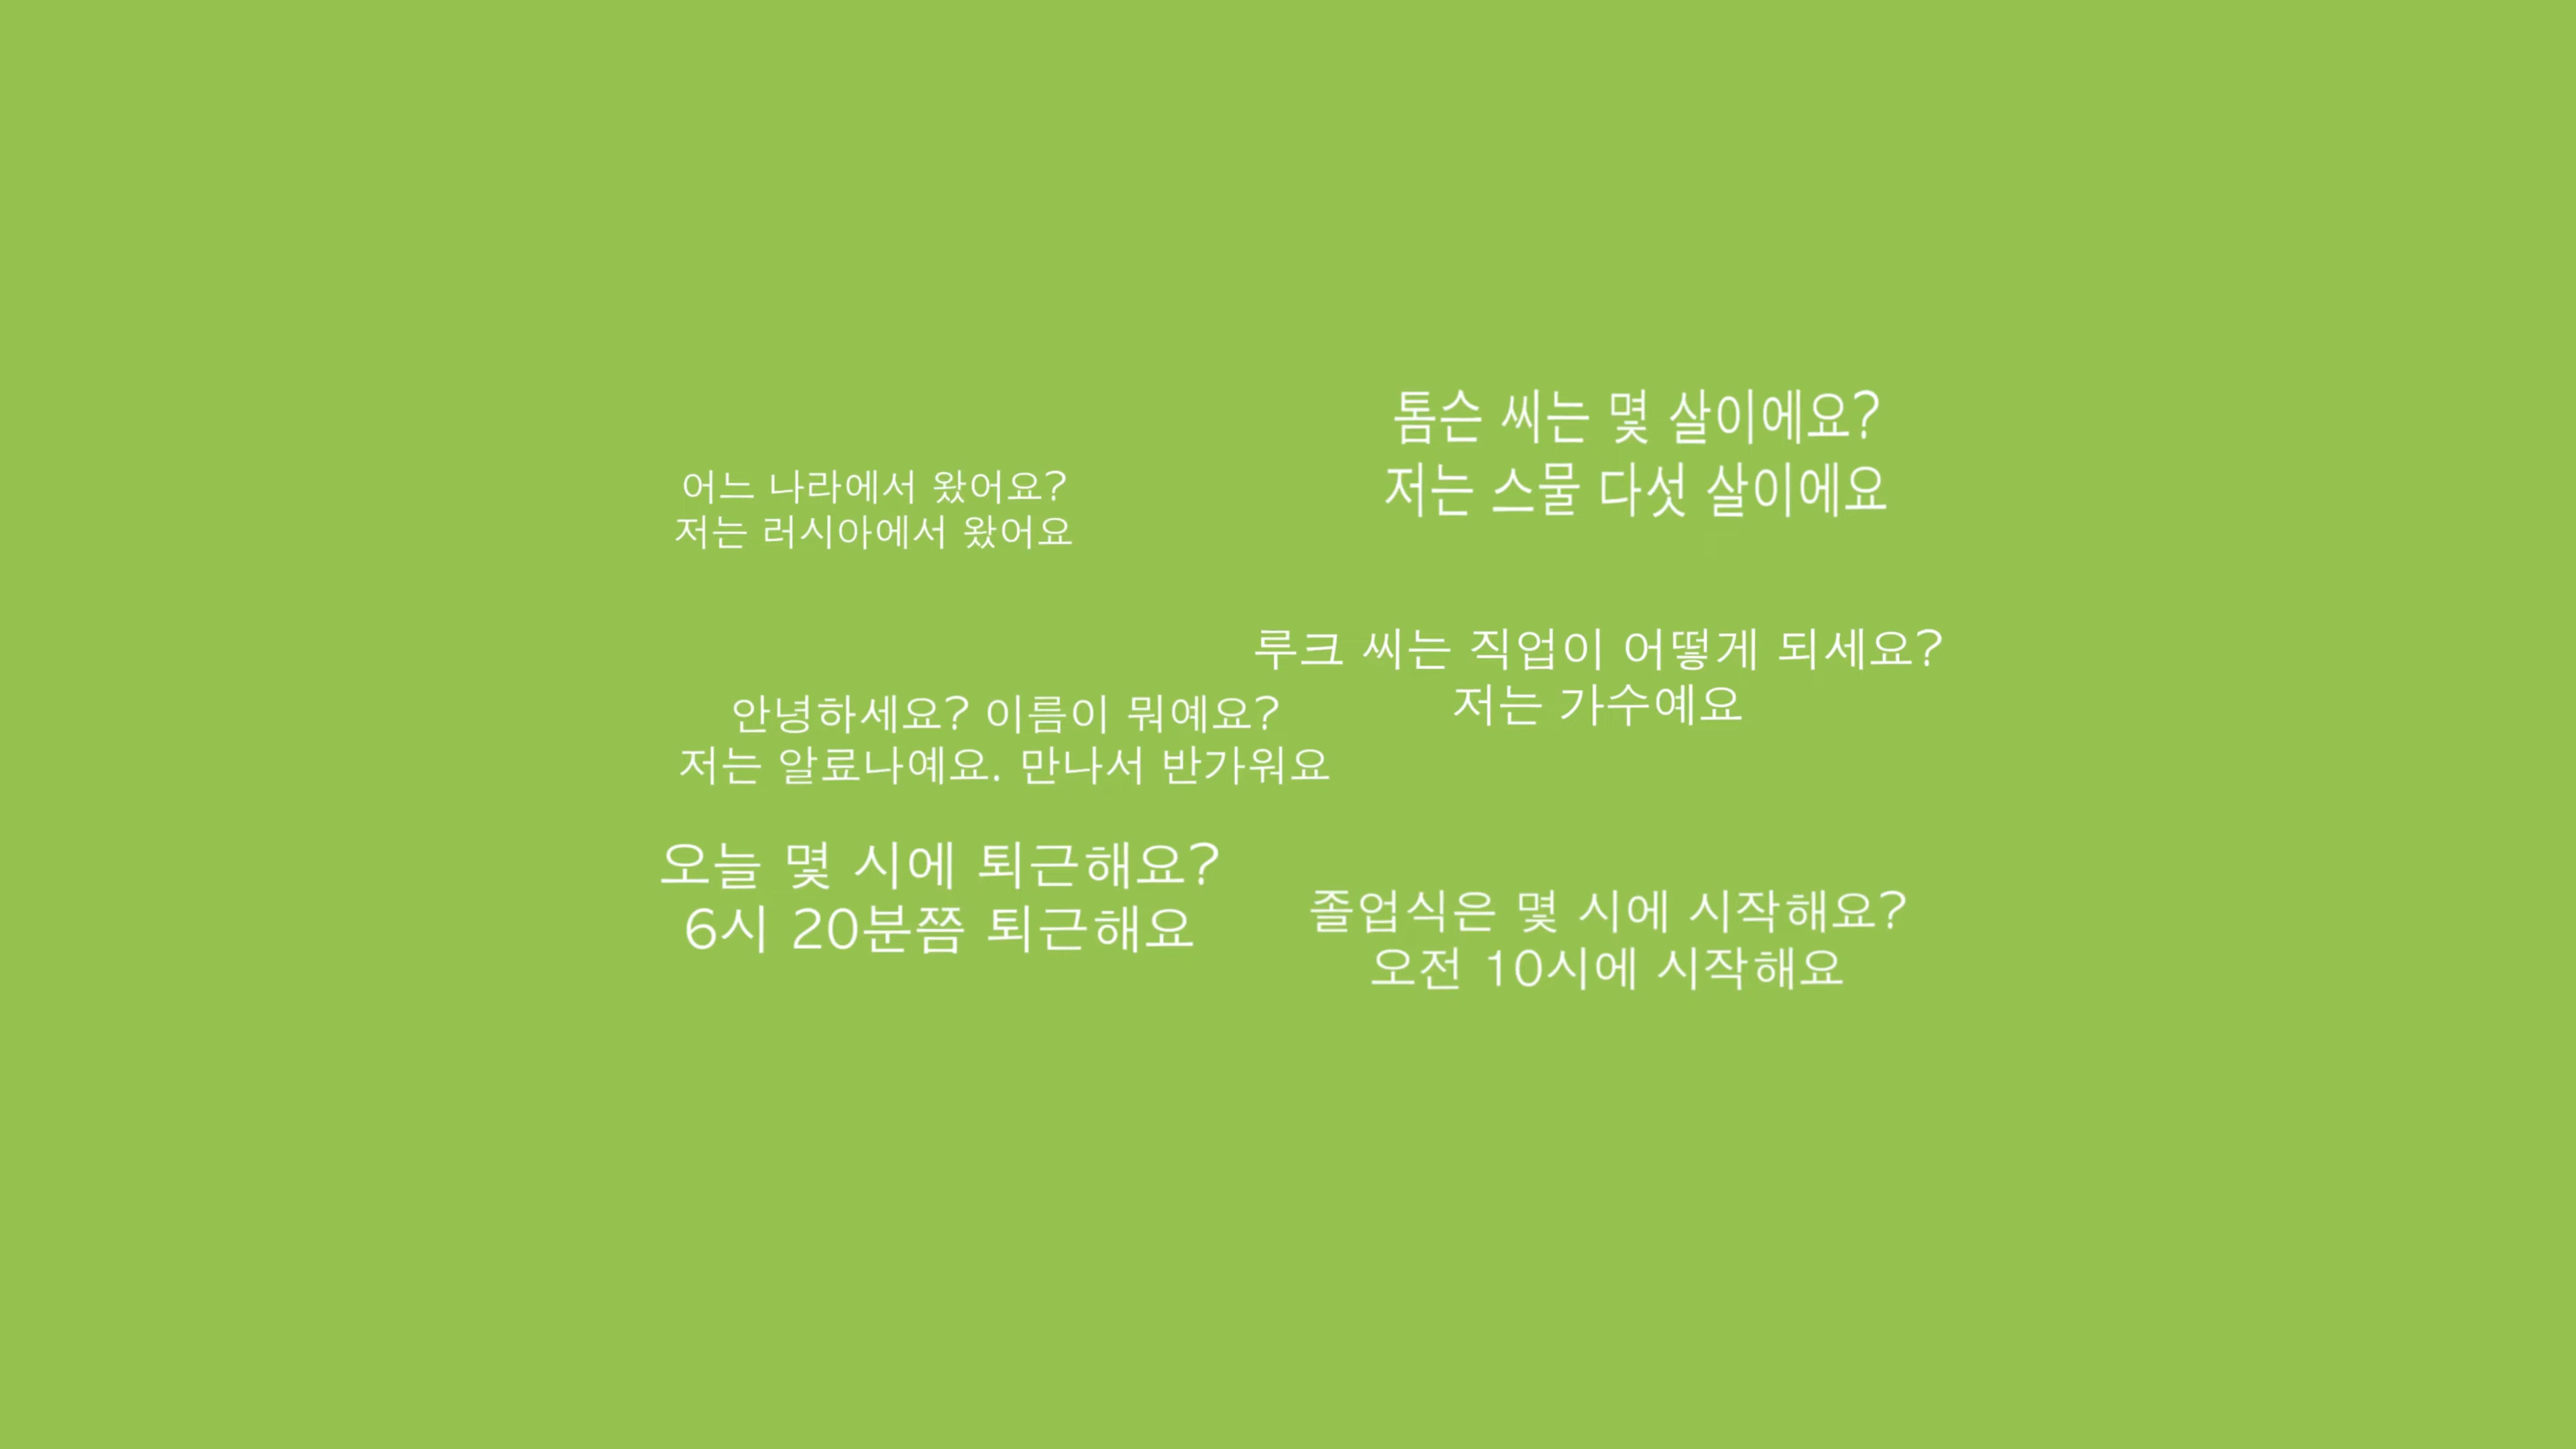 어느 나라에서 왔어요?
저는 러시아에서 왔어요
톰슨 씨는 몇 살이에요?
저는 스물 다섯 살이에요
루크 씨는 직업이 어떻게 되세요?
저는 가수예요
안녕하세요? 이름이 뭐예요?
저는 알료나예요. 만나서 반가워요
오늘 몇 시에 퇴근해요?
6시 20분쯤 퇴근해요
졸업식은 몇 시에 시작해요?
오전 10시에 시작해요